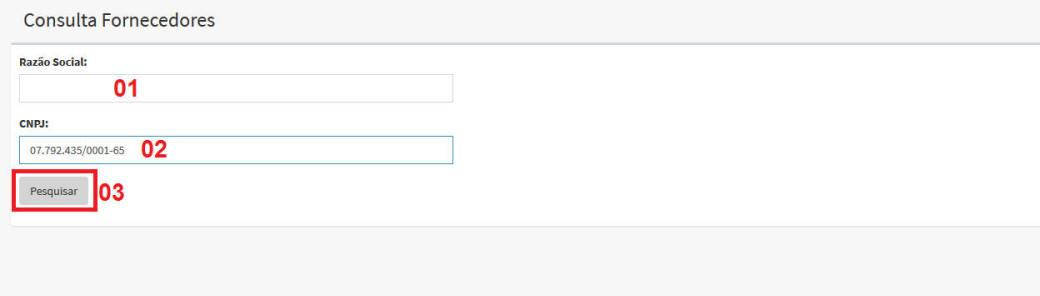 Consulta Fornecedores
Razão Social:
01
CNPJ:
07.792.435/0001-65 02
Pesquisar 03